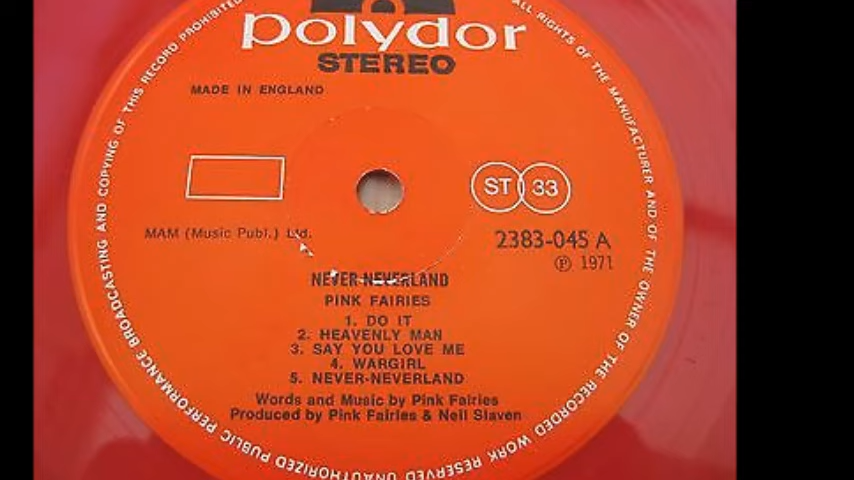 polydor
STEREO
MADE IN ENGLAND
ST 33
MAM (Music Publ.) Ltd.
2383-045 A
Ⓟ 1971
NEVER-NEVERLAND
PINK FAIRIES
1. DO IT
2. HEAVENLY MAN
3. SAY YOU LOVE ME
4. WARGIRL
5. NEVER-NEVERLAND
Words and Music by Pink Fairies
Produced by Pink Fairies & Neil Slaven
ALL RIGHTS OF THE MANUFACTURER AND OF THE OWNER OF THE RECORDED WORK RESERVED UNAUTHORIZED PUBLIC PERFORMANCE BROADCASTING AND COPYING OF THIS RECORD PROHIBITED